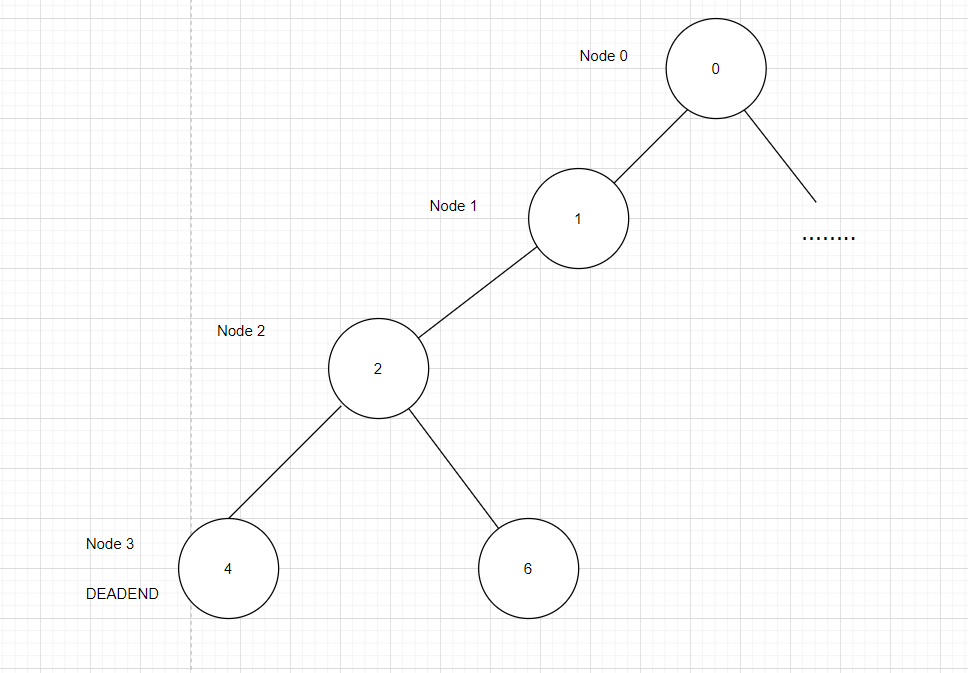 Node 0
0
Node 1
1
........
Node 2
2
Node 3
4
6
DEADEND